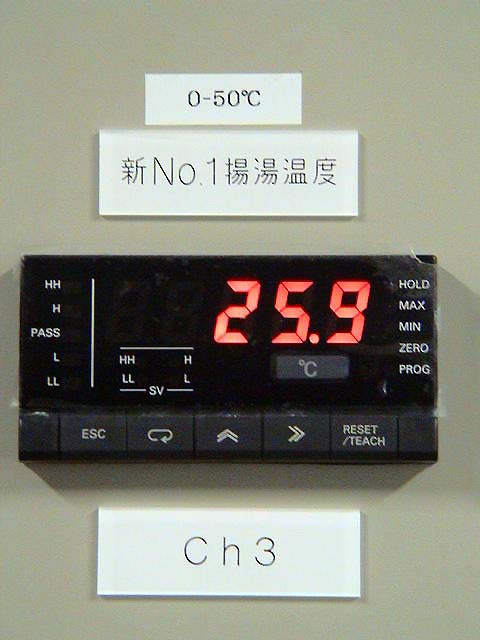 0-50℃
新No.1揚湯温度
HH
H
PASS
L
LL
25.9
℃
HH H
LL L
SV
HOLD
MAX
MIN
ZERO
PROG
ESC
RESET
/TEACH
Ch3